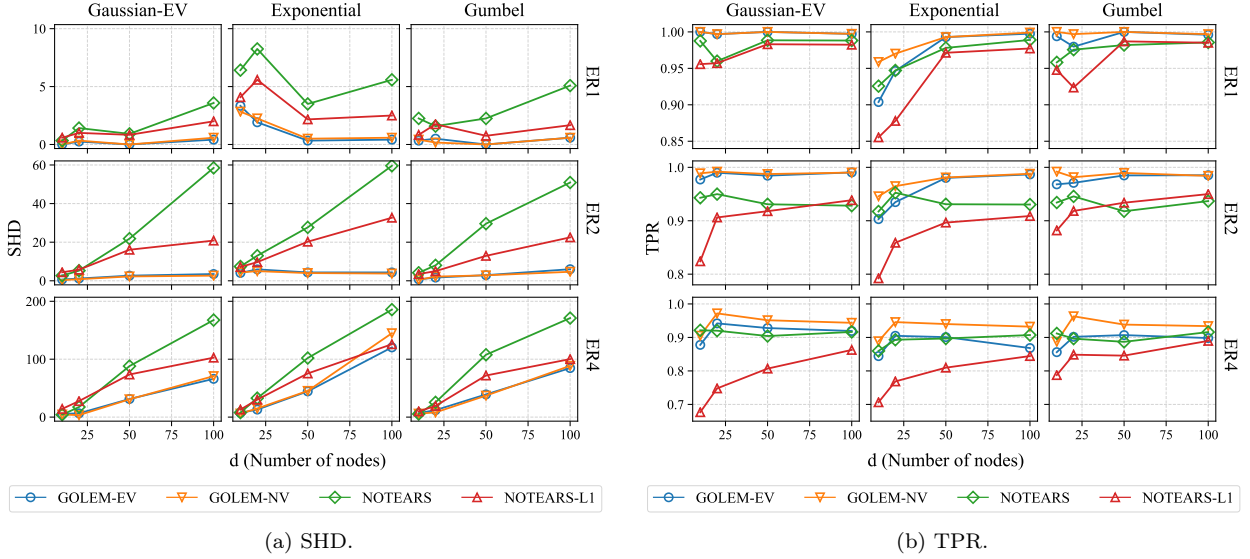 Gaussian-EV Exponential Gumbel
10
5
0
ER1
60
40
20
0
ER2
200
100
0
ER4
SHD
25 50 75 100 25 50 75 100 25 50 75 100
d (Number of nodes)
GOLEM-EV GOLEM-NV NOTEARS NOTEARS-L1
(a) SHD.
Gaussian-EV Exponential Gumbel
1.00
0.95
0.90
0.85
ER1
1.0
0.9
0.8
ER2
1.0
0.9
0.8
0.7
ER4
TPR
25 50 75 100 25 50 75 100 25 50 75 100
d (Number of nodes)
GOLEM-EV GOLEM-NV NOTEARS NOTEARS-L1
(b) TPR.